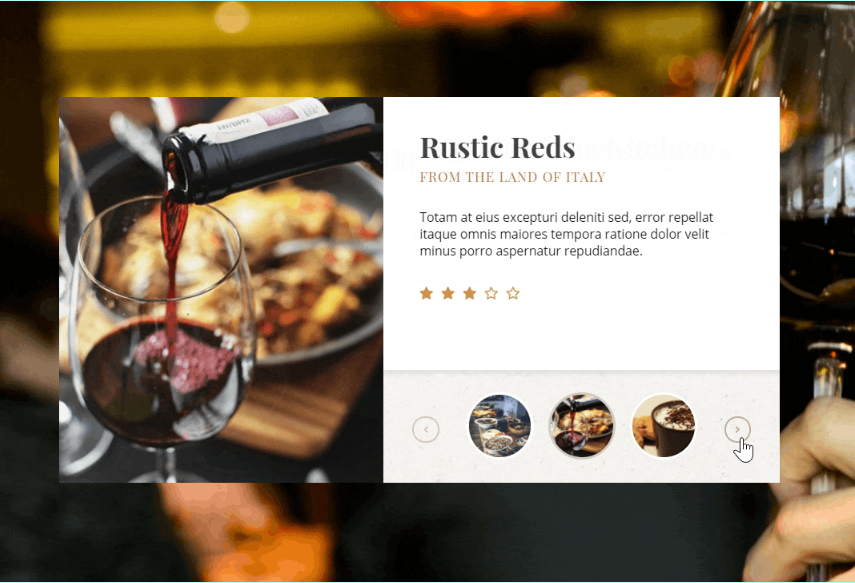 Rustic Reds
FROM THE LAND OF ITALY
Totam at eius excepturi deleniti sed, error repellat
itaque omnis maiores tempora ratione dolor velit
minus porro aspernatur repudiandae.